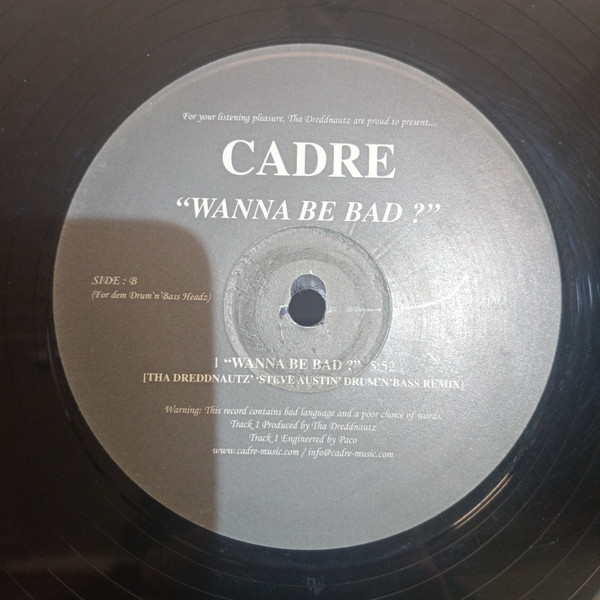 For your listening pleasure, Tha Dreddnautz are proud to present....
CADRE
“WANNA BE BAD ?”
SIDE : B
(For dem Drum'n'Bass Headz)
1 “WANNA BE BAD ?” 5:52
[THA DREDDNAUTZ' ‘STEVE AUSTIN’ DRUM'N'BASS REMIX]
Warning: This record contains bad language and a poor choice of words.
Track 1 Produced by Tha Dreddnautz
Track 1 Engineered by Paco
www.cadre-music.com / info@cadre-music.com